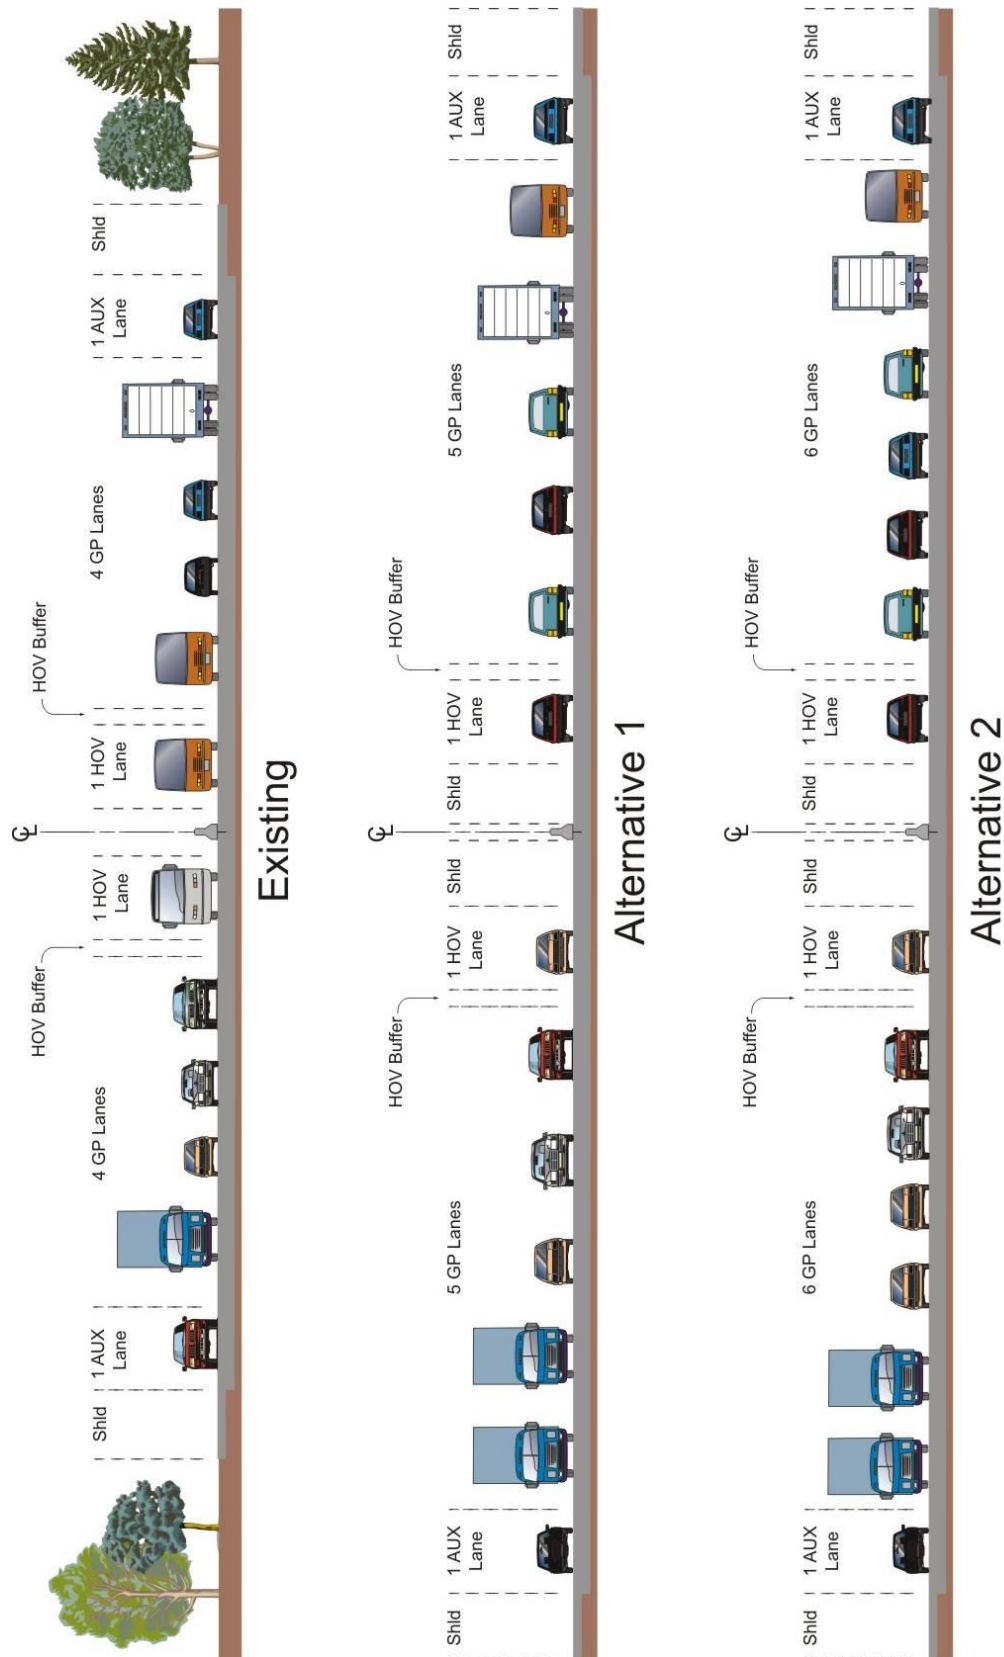 ℄
HOV Buffer
HOV Buffer
Shld
1 AUX
Lane
4 GP Lanes
1 HOV
Lane
1 HOV
Lane
4 GP Lanes
1 AUX
Lane
Shld
Existing
℄
HOV Buffer
HOV Buffer
Shld
1 AUX
Lane
5 GP Lanes
1 HOV
Lane
Shld
Shld
1 HOV
Lane
5 GP Lanes
1 AUX
Lane
Shld
Alternative 1
℄
HOV Buffer
HOV Buffer
Shld
1 AUX
Lane
6 GP Lanes
1 HOV
Lane
Shld
Shld
1 HOV
Lane
6 GP Lanes
1 AUX
Lane
Shld
Alternative 2